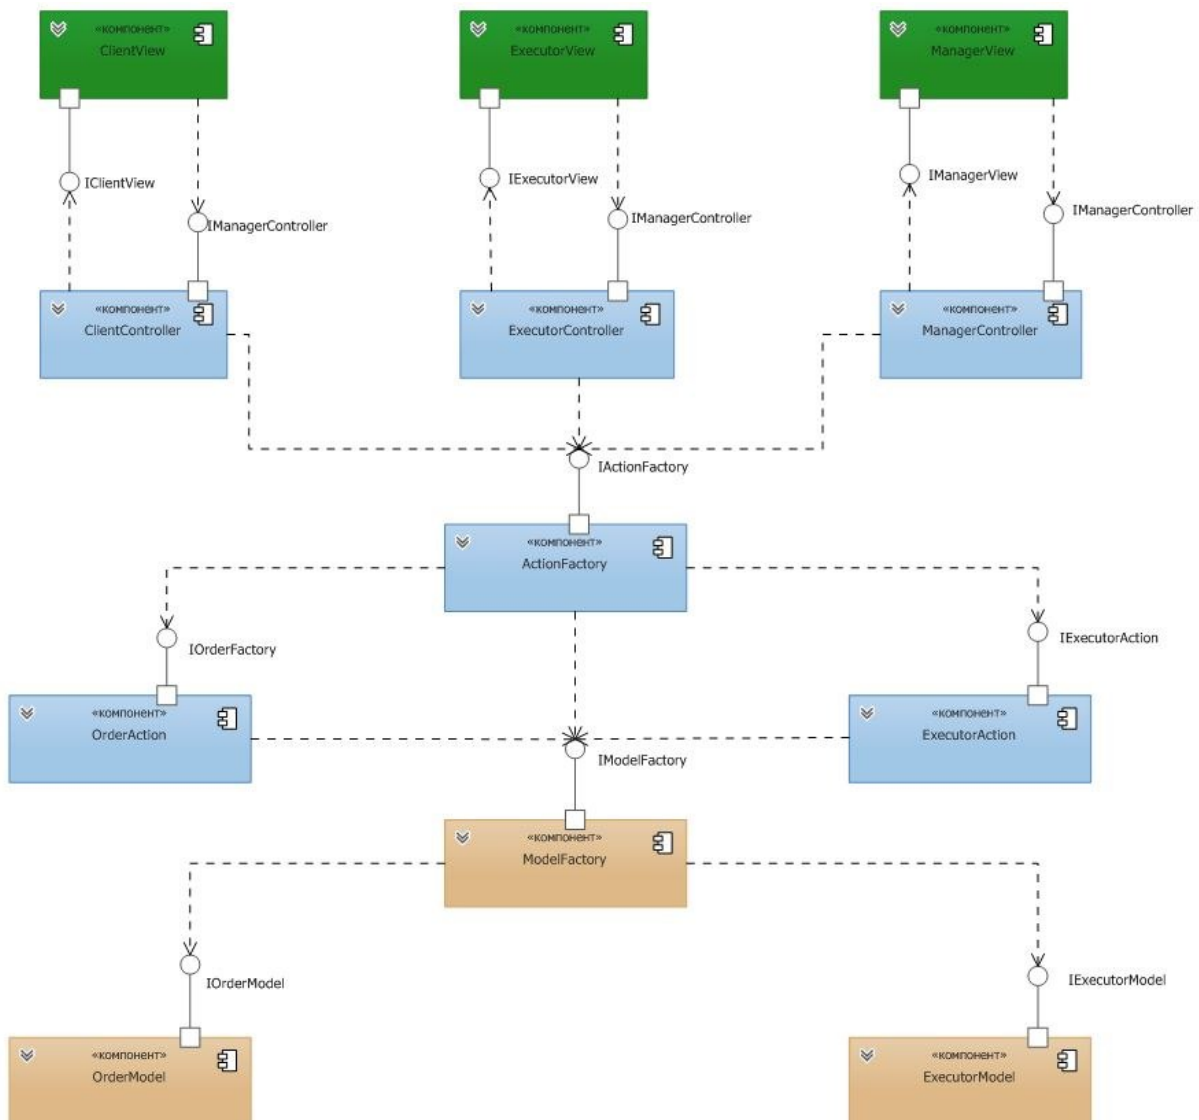 «компонент»
ClientView
«компонент»
ExecutorView
«компонент»
ManagerView
IClientView
IManagerController
IExecutorView
IManagerController
IManagerView
IManagerController
«компонент»
ClientController
«компонент»
ExecutorController
«компонент»
ManagerController
IActionFactory
«компонент»
ActionFactory
IOrderFactory
IExecutorAction
«компонент»
OrderAction
«компонент»
ExecutorAction
IModelFactory
«компонент»
ModelFactory
IOrderModel
IExecutorModel
«компонент»
OrderModel
«компонент»
ExecutorModel